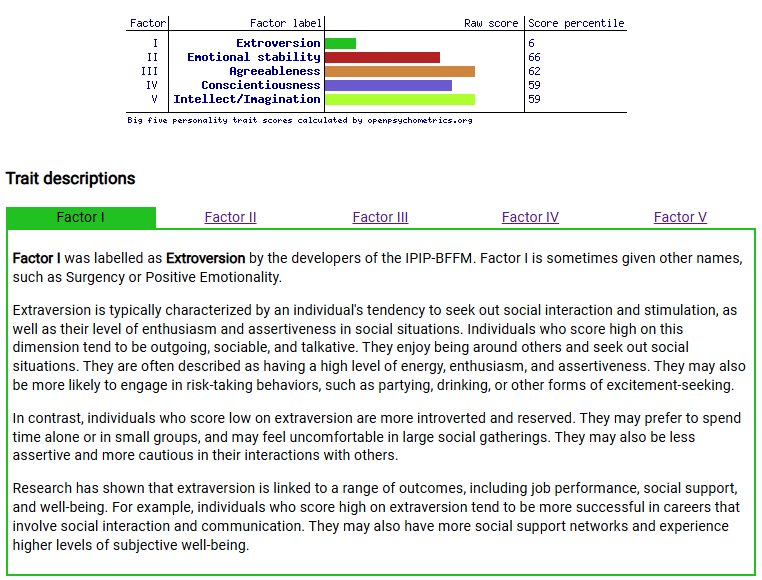 Factor Factor label Raw score Score percentile
I Extroversion 6
II Emotional stability 66
III Agreeableness 62
IV Conscientiousness 59
V Intellect/Imagination 59
Big five personality trait scores calculated by openpsychometrics.org
Trait descriptions
Factor I Factor II Factor III Factor IV Factor V
Factor I was labelled as Extroversion by the developers of the IPIP-BFFM. Factor I is sometimes given other names,
such as Surgency or Positive Emotionality.
Extraversion is typically characterized by an individual's tendency to seek out social interaction and stimulation, as
well as their level of enthusiasm and assertiveness in social situations. Individuals who score high on this
dimension tend to be outgoing, sociable, and talkative. They enjoy being around others and seek out social
situations. They are often described as having a high level of energy, enthusiasm, and assertiveness. They may also
be more likely to engage in risk-taking behaviors, such as partying, drinking, or other forms of excitement-seeking.
In contrast, individuals who score low on extraversion are more introverted and reserved. They may prefer to spend
time alone or in small groups, and may feel uncomfortable in large social gatherings. They may also be less
assertive and more cautious in their interactions with others.
Research has shown that extraversion is linked to a range of outcomes, including job performance, social support,
and well-being. For example, individuals who score high on extraversion tend to be more successful in careers that
involve social interaction and communication. They may also have more social support networks and experience
higher levels of subjective well-being.